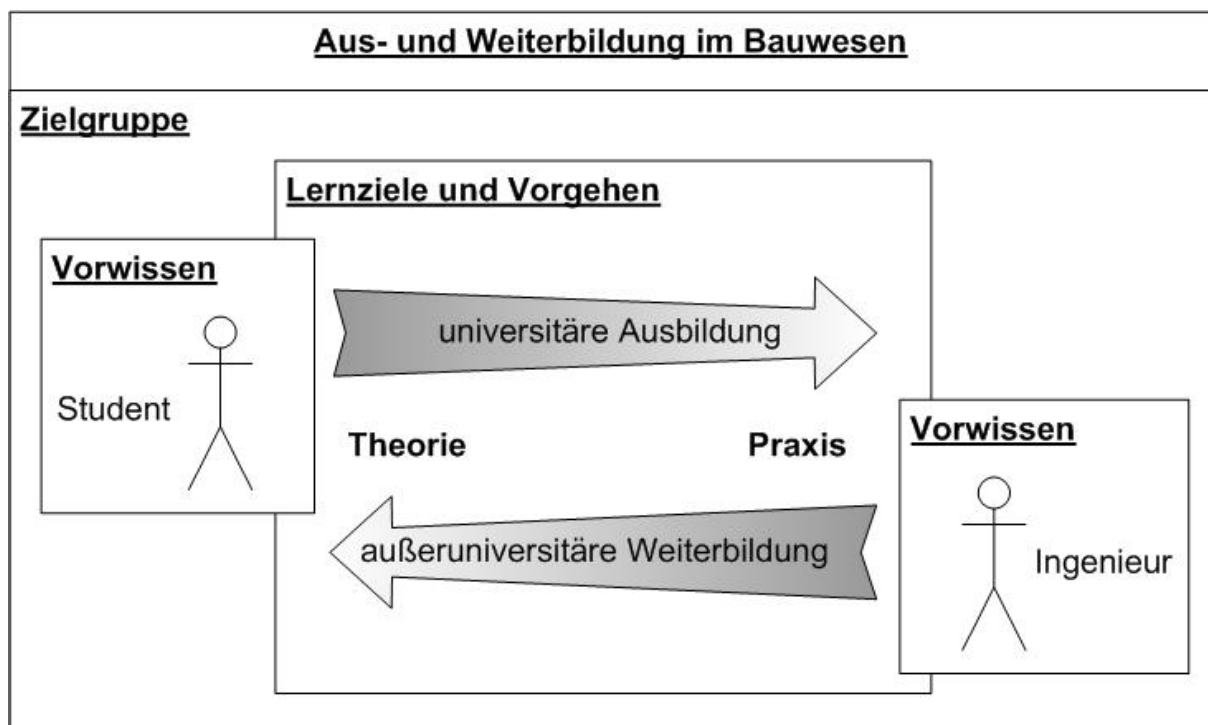 Aus- und Weiterbildung im Bauwesen
Zielgruppe
Lernziele und Vorgehen
Vorwissen
Student
universitäre Ausbildung
Theorie
Praxis
außeruniversitäre Weiterbildung
Vorwissen
Ingenieur